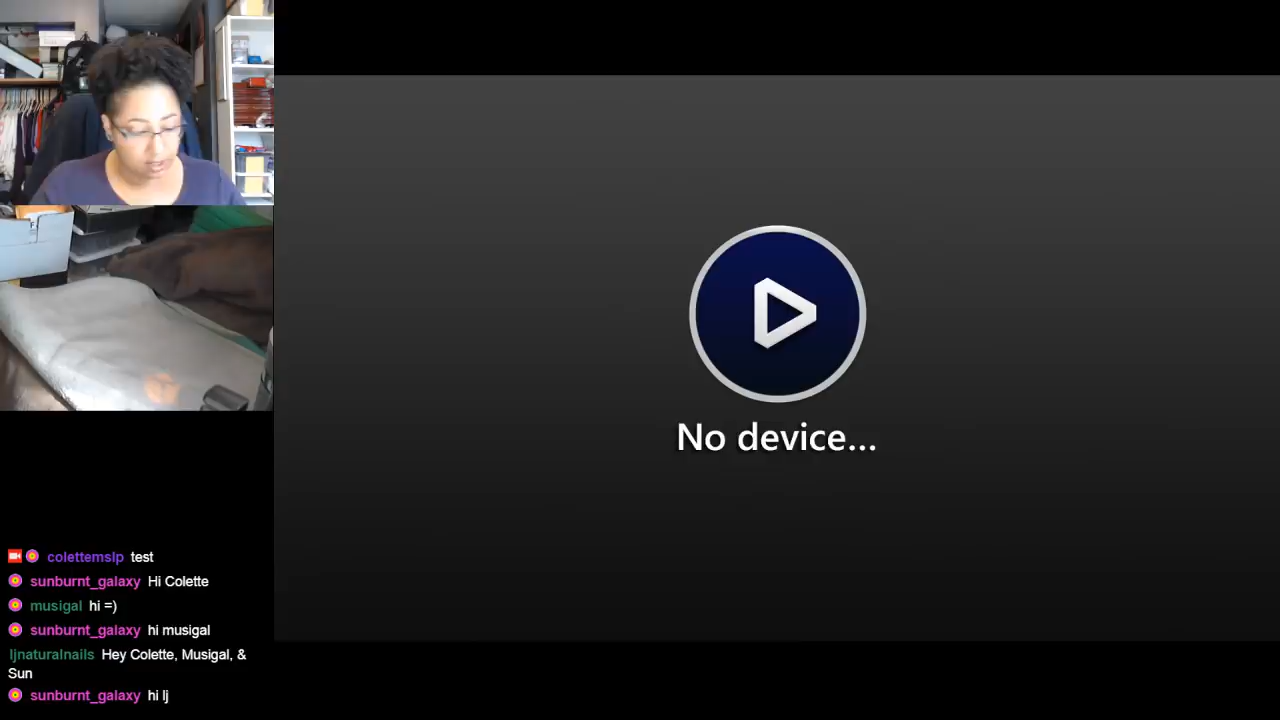 No device...
colettemslp test
sunburnt_galaxy Hi Colette
musigal hi =)
sunburnt_galaxy hi musigal
ljnaturalnails Hey Colette, Musigal, &
Sun
sunburnt_galaxy hi lj